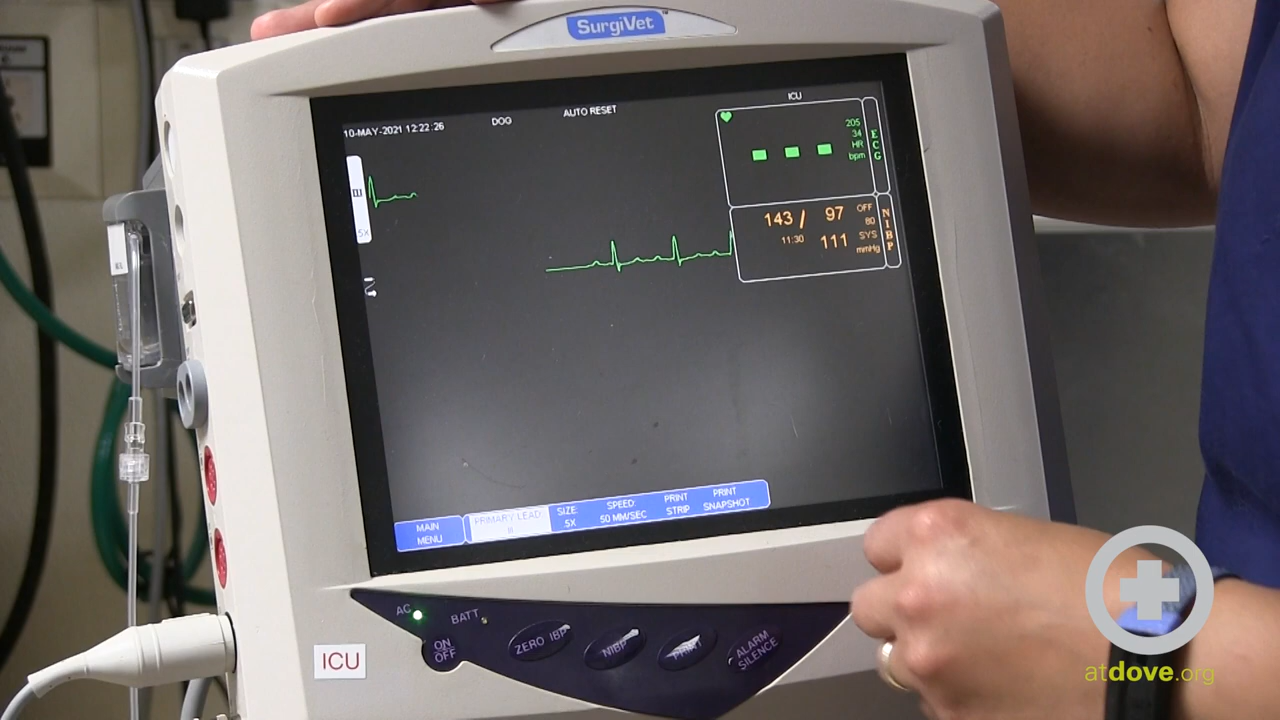 SurgiVet
10-MAY-2021 12:22:26
DOG
AUTO RESET
ICU
205
34
HR
bpm
ECG
5X
143 / 97
11:30
111
OFF
80
SYS
mmHg
NIBP
MAIN
MENU
PRIMARY LEAD
II
SIZE:
5X
SPEED:
50 MM/SEC
PRINT
STRIP
PRINT
SNAPSHOT
AC
BATT
ON
OFF
ZERO IBP
NIBP
PRINT
ALARM
SILENCE
ICU
atdove.org